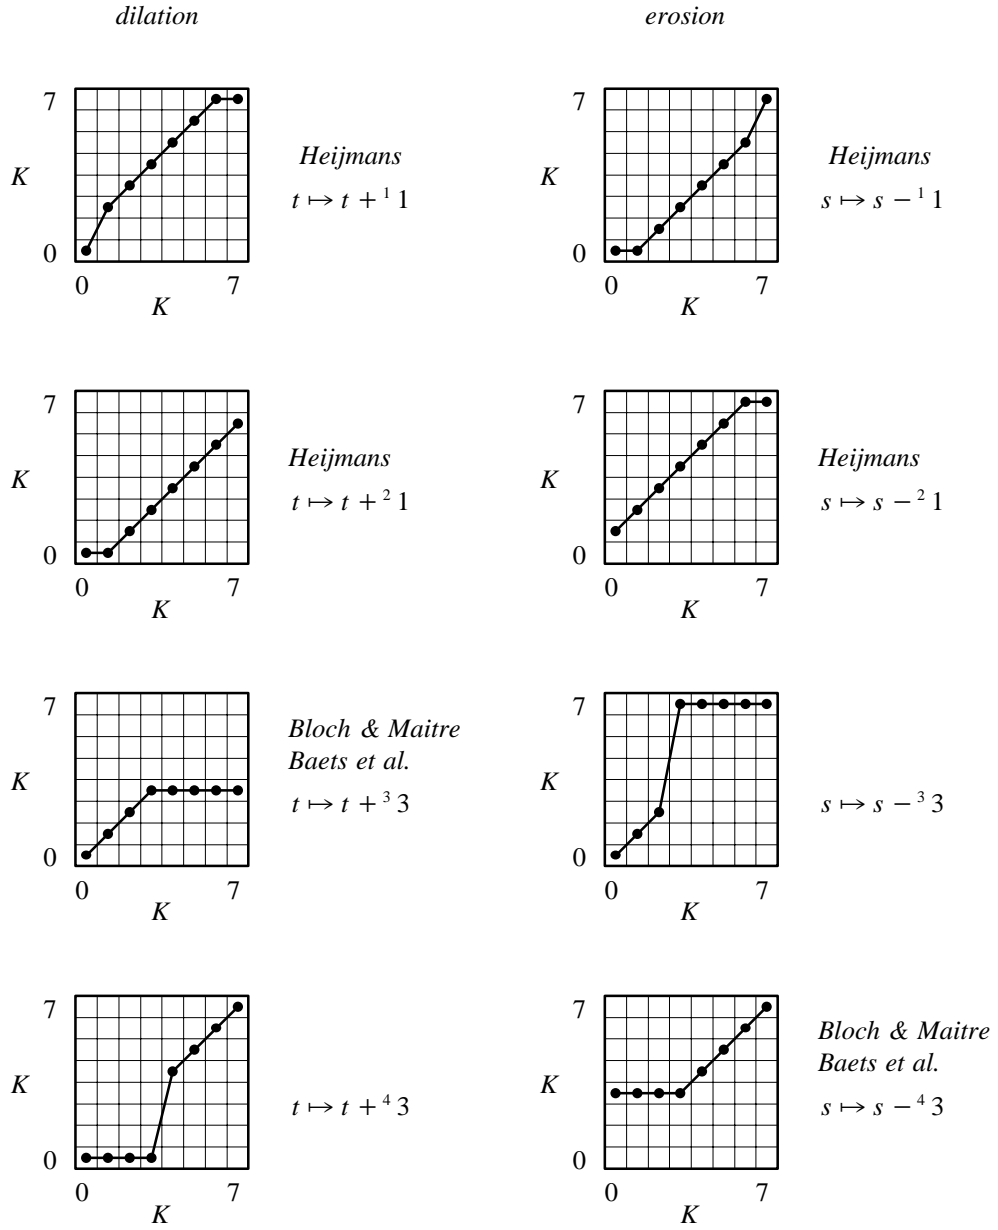 dilation
erosion
7
K
0
0
7
K
Heijmans
t ↦ t +¹ 1
7
K
0
0
7
K
Heijmans
s ↦ s −¹ 1
7
K
0
0
7
K
Heijmans
t ↦ t +² 1
7
K
0
0
7
K
Heijmans
s ↦ s −² 1
7
K
0
0
7
K
Bloch & Maitre
Baets et al.
t ↦ t +³ 3
7
K
0
0
7
K
s ↦ s −³ 3
7
K
0
0
7
K
t ↦ t +⁴ 3
7
K
0
0
7
K
Bloch & Maitre
Baets et al.
s ↦ s −⁴ 3